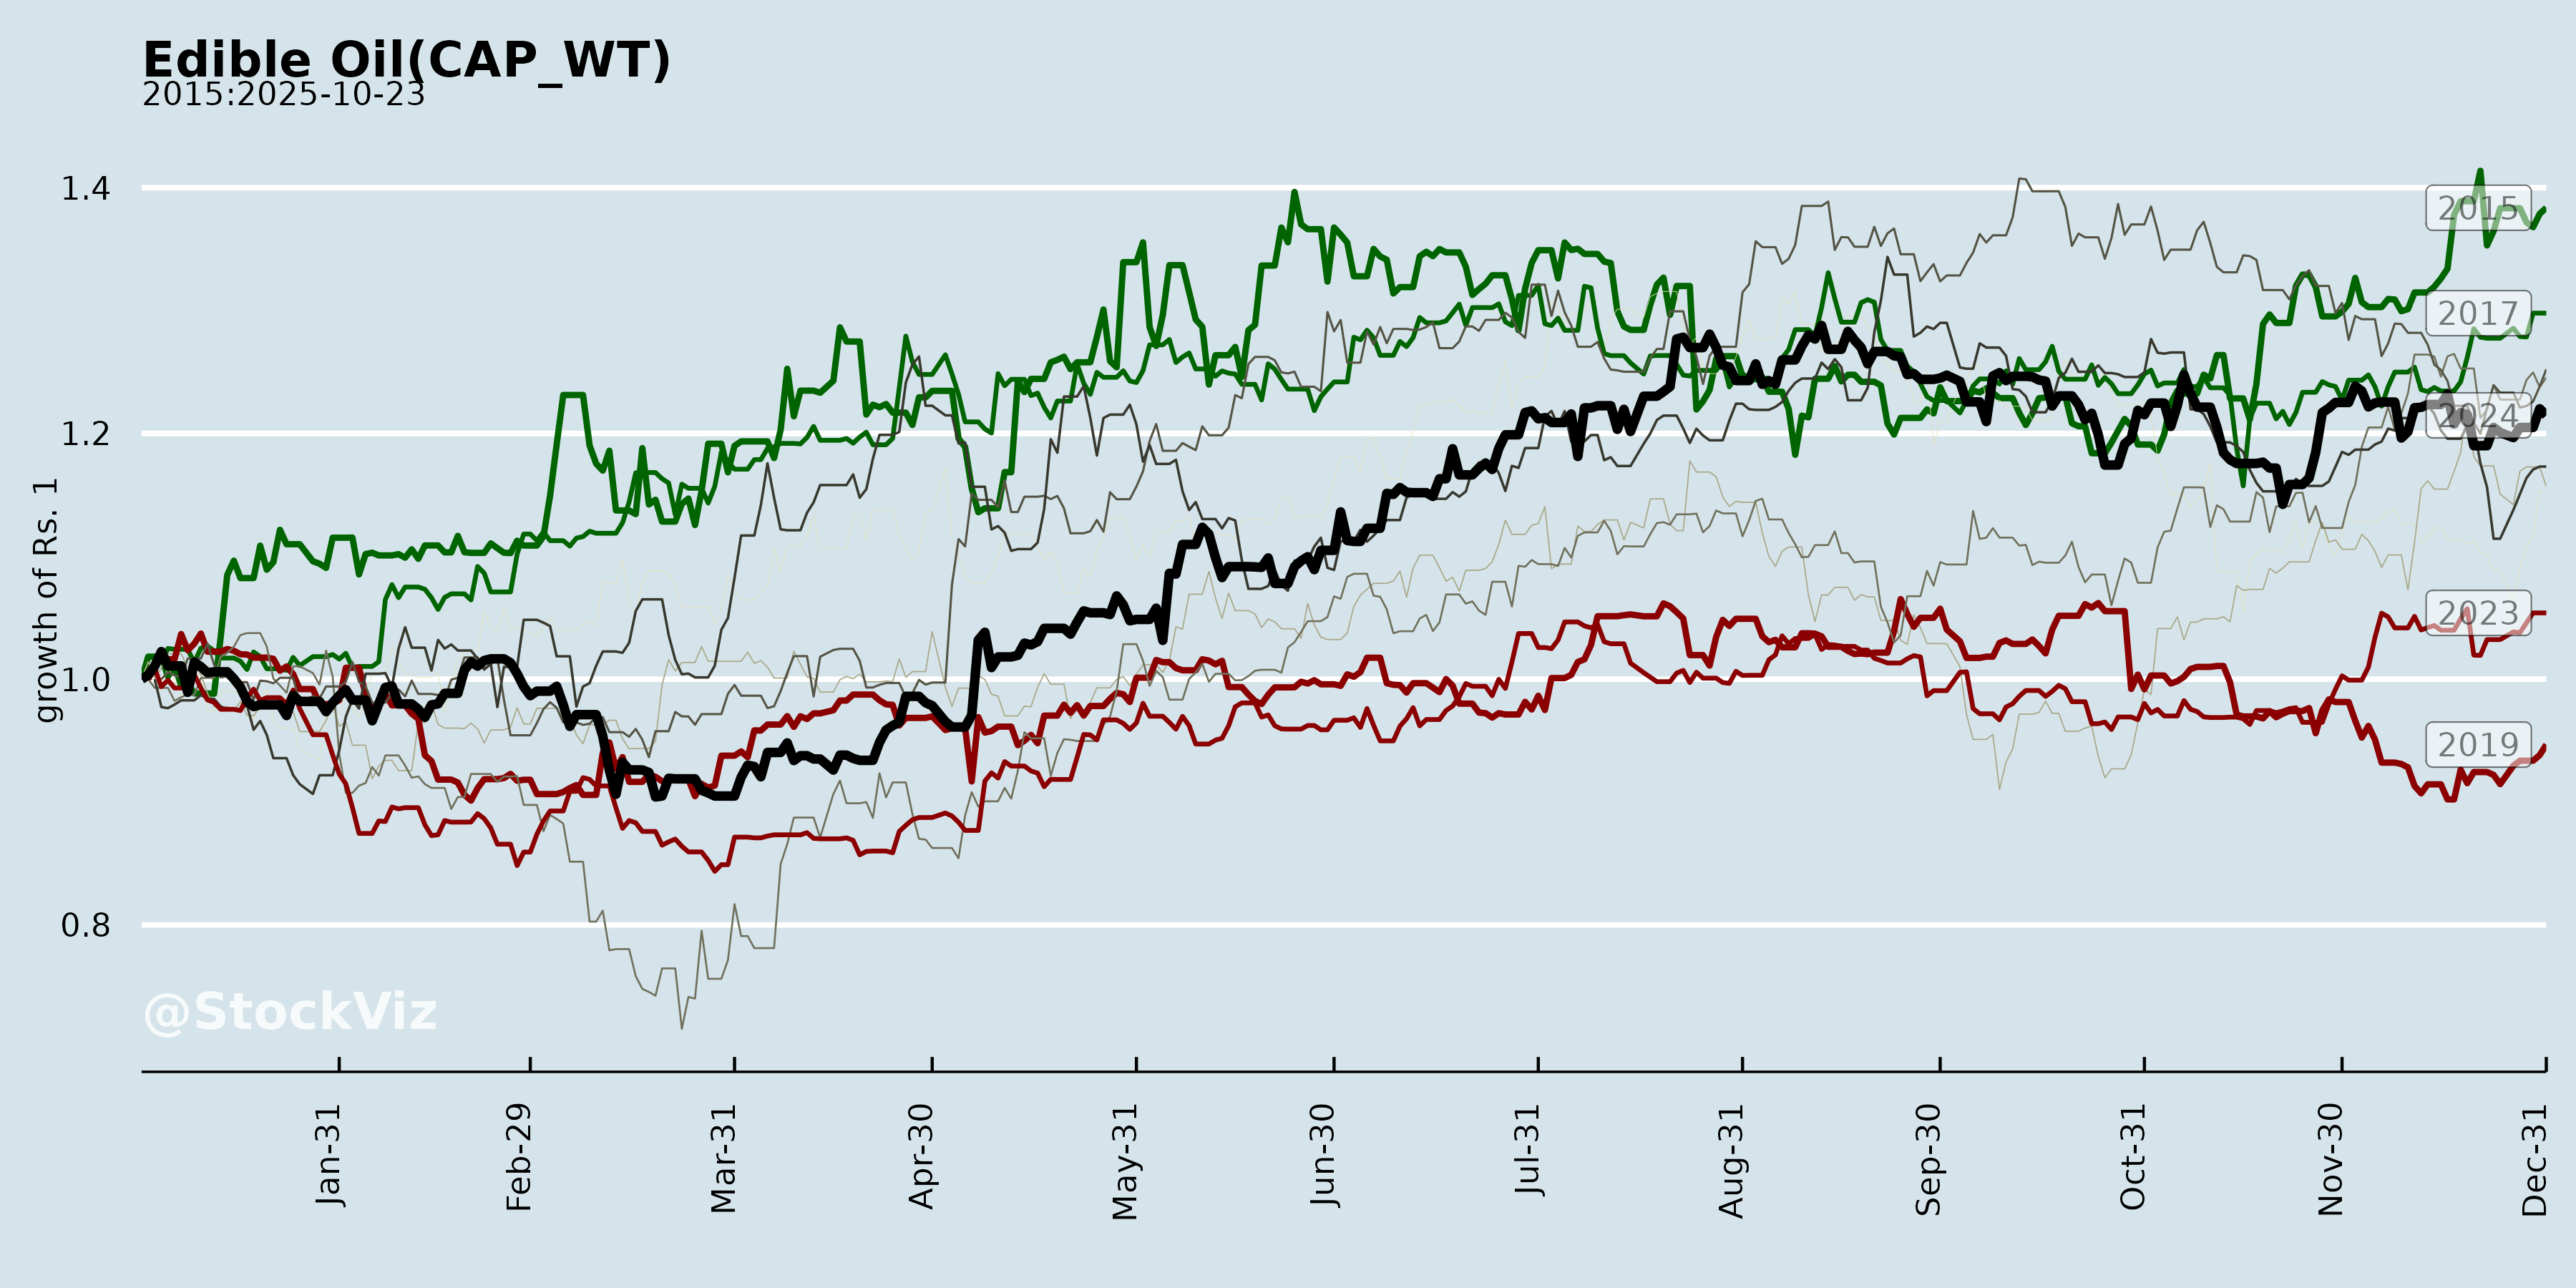 Edible Oil(CAP_WT)
2015:2025-10-23
1.4
1.2
1.0
0.8
growth of Rs. 1
2015
2017
2024
2023
2019
@StockViz
Jan-31
Feb-29
Mar-31
Apr-30
May-31
Jun-30
Jul-31
Aug-31
Sep-30
Oct-31
Nov-30
Dec-31